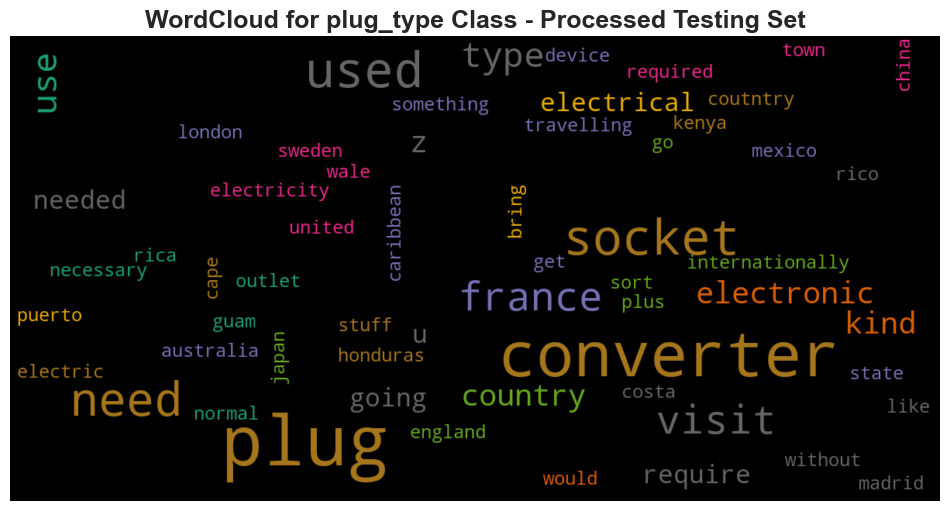 WordCloud for plug_type Class - Processed Testing Set
use
used
type
device
required
town
china
something
electrical
coutntry
travelling
kenya
london
z
go
mexico
sweden
wale
rico
electricity
needed
united
caribbean
bring
socket
rica
necessary
cape
outlet
get
internationally
sort
plus
france
electronic
puerto
guam
stuff
u
kind
australia
japan
honduras
converter
electric
state
need
normal
going
country
costa
like
plug
england
visit
would
require
without
madrid